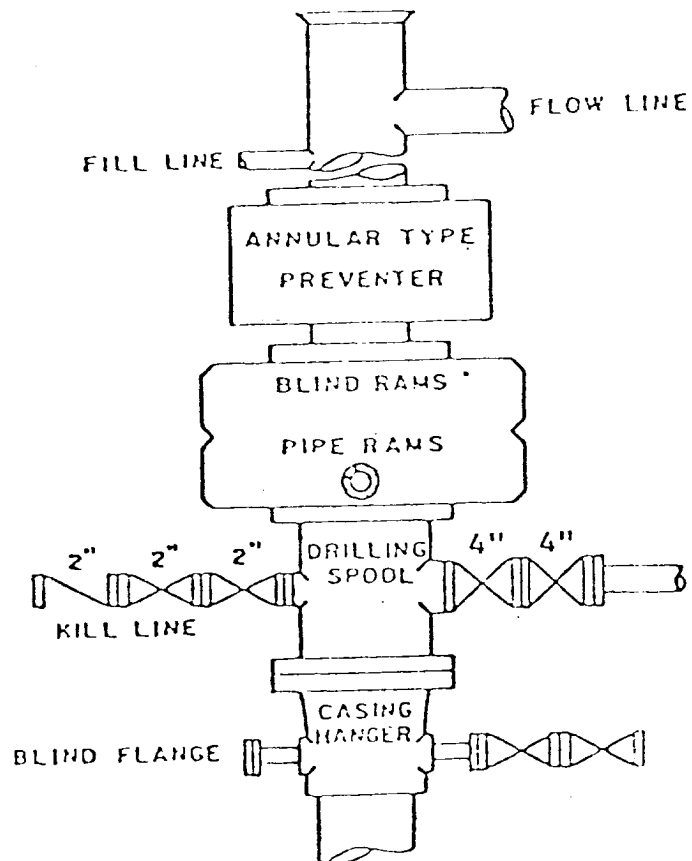 FLOW LINE
FILL LINE
ANNULAR TYPE
PREVENTER
BLIND RAMS
PIPE RAMS
2" 2" 2"
DRILLING
SPOOL
4" 4"
KILL LINE
CASING
HANGER
BLIND FLANGE